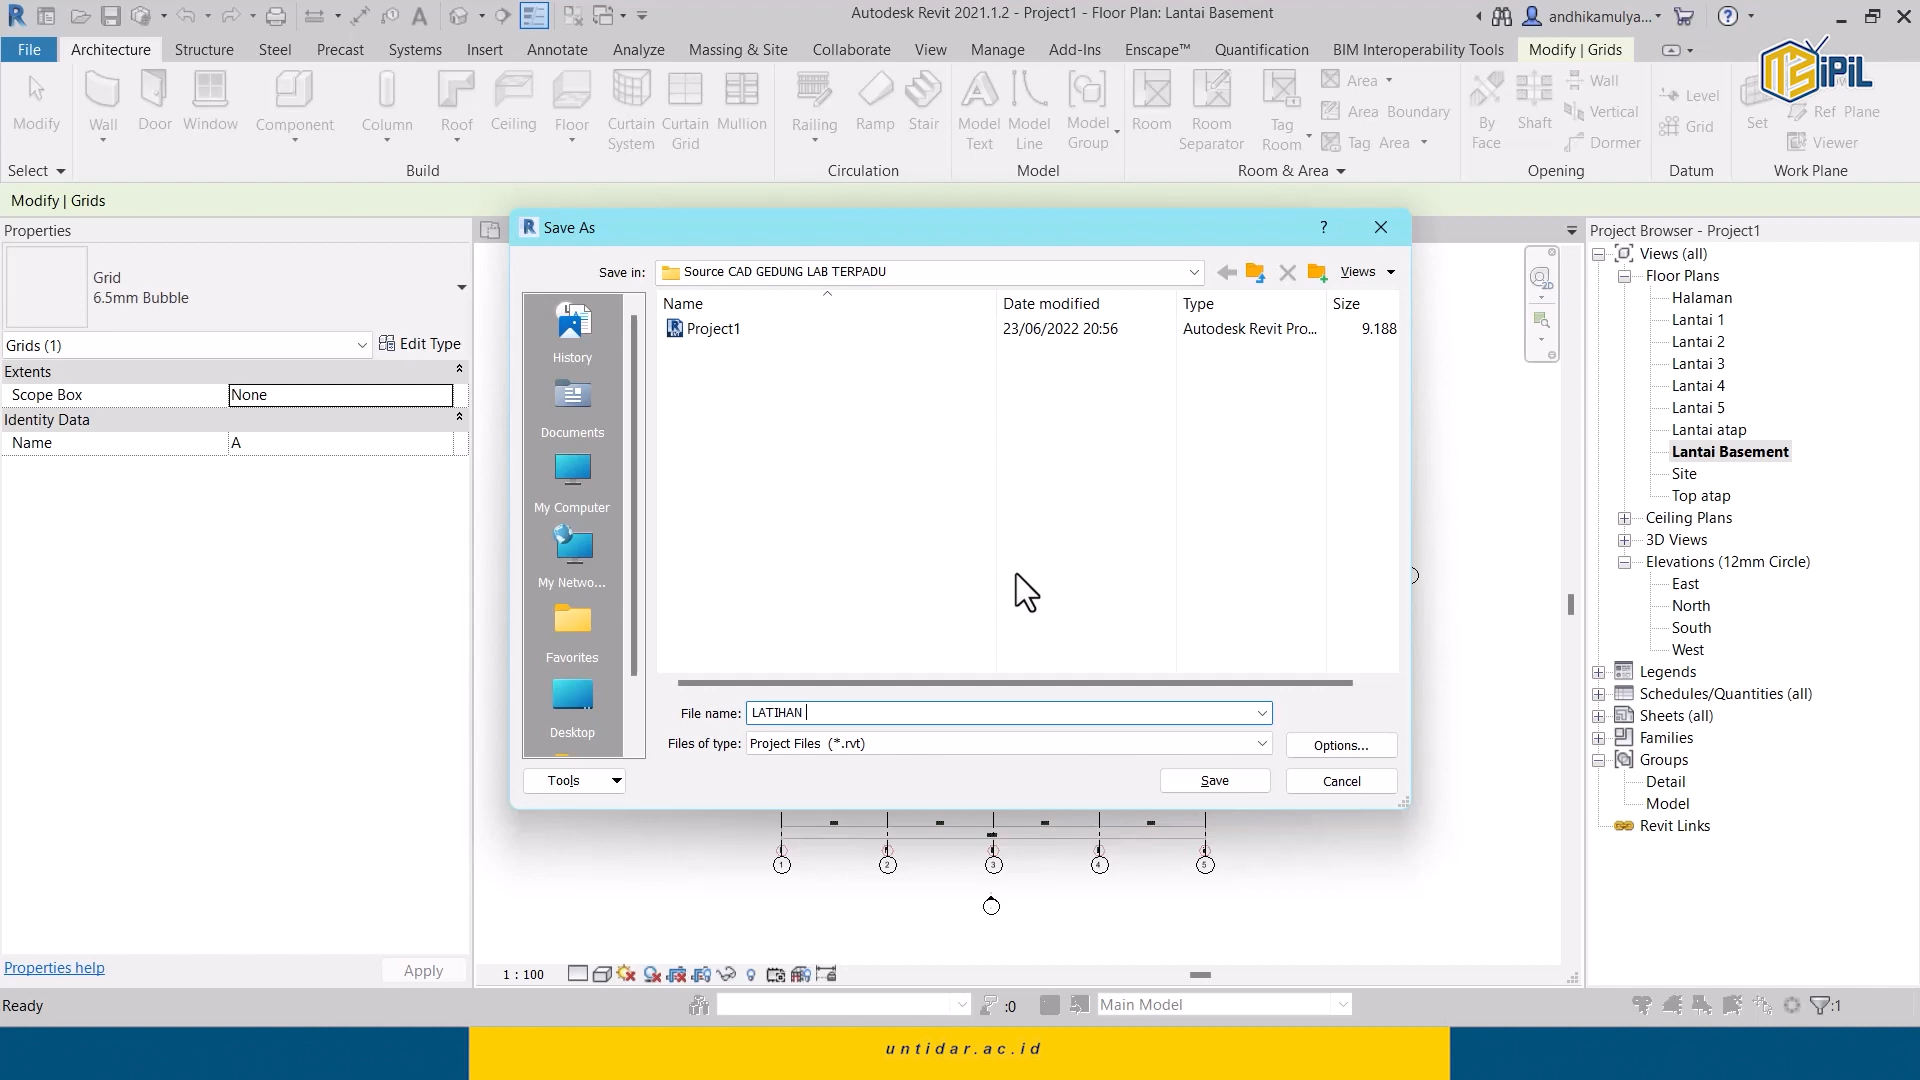 Autodesk Revit 2021.1.2 - Project1 - Floor Plan: Lantai Basement
andhikamulya...
File Architecture Structure Steel Precast Systems Insert Annotate Analyze Massing & Site Collaborate View Manage Add-Ins Enscape™ Quantification BIM Interoperability Tools Modify | Grids
iPiL
Modify
Wall
Door
Window
Component
Column
Roof
Ceiling
Floor
Curtain System
Curtain Grid
Mullion
Railing
Ramp
Stair
Model Text
Model Line
Model Group
Room
Room Separator
Tag Room
Area
Area Boundary
Tag Area
By Face
Shaft
Wall
Vertical
Dormer
Level
Grid
Set
Ref Plane
Viewer
Select Build Circulation Model Room & Area Opening Datum Work Plane
Modify | Grids
Properties
Grid
6.5mm Bubble
Grids (1) Edit Type
Extents
Scope Box None
Identity Data
Name A
Properties help Apply
Save As
Save in: Source CAD GEDUNG LAB TERPADU Views
Name Date modified Type Size
Project1 23/06/2022 20:56 Autodesk Revit Pro... 9.188
History
Documents
My Computer
My Netwo...
Favorites
Desktop
File name: LATIHAN
Files of type: Project Files (*.rvt) Options...
Tools Save Cancel
1 2 3 4 5
1 : 100
Project Browser - Project1
Views (all)
Floor Plans
Halaman
Lantai 1
Lantai 2
Lantai 3
Lantai 4
Lantai 5
Lantai atap
Lantai Basement
Site
Top atap
Ceiling Plans
3D Views
Elevations (12mm Circle)
East
North
South
West
Legends
Schedules/Quantities (all)
Sheets (all)
Families
Groups
Detail
Model
Revit Links
Ready :0 Main Model :1
untidar.ac.id